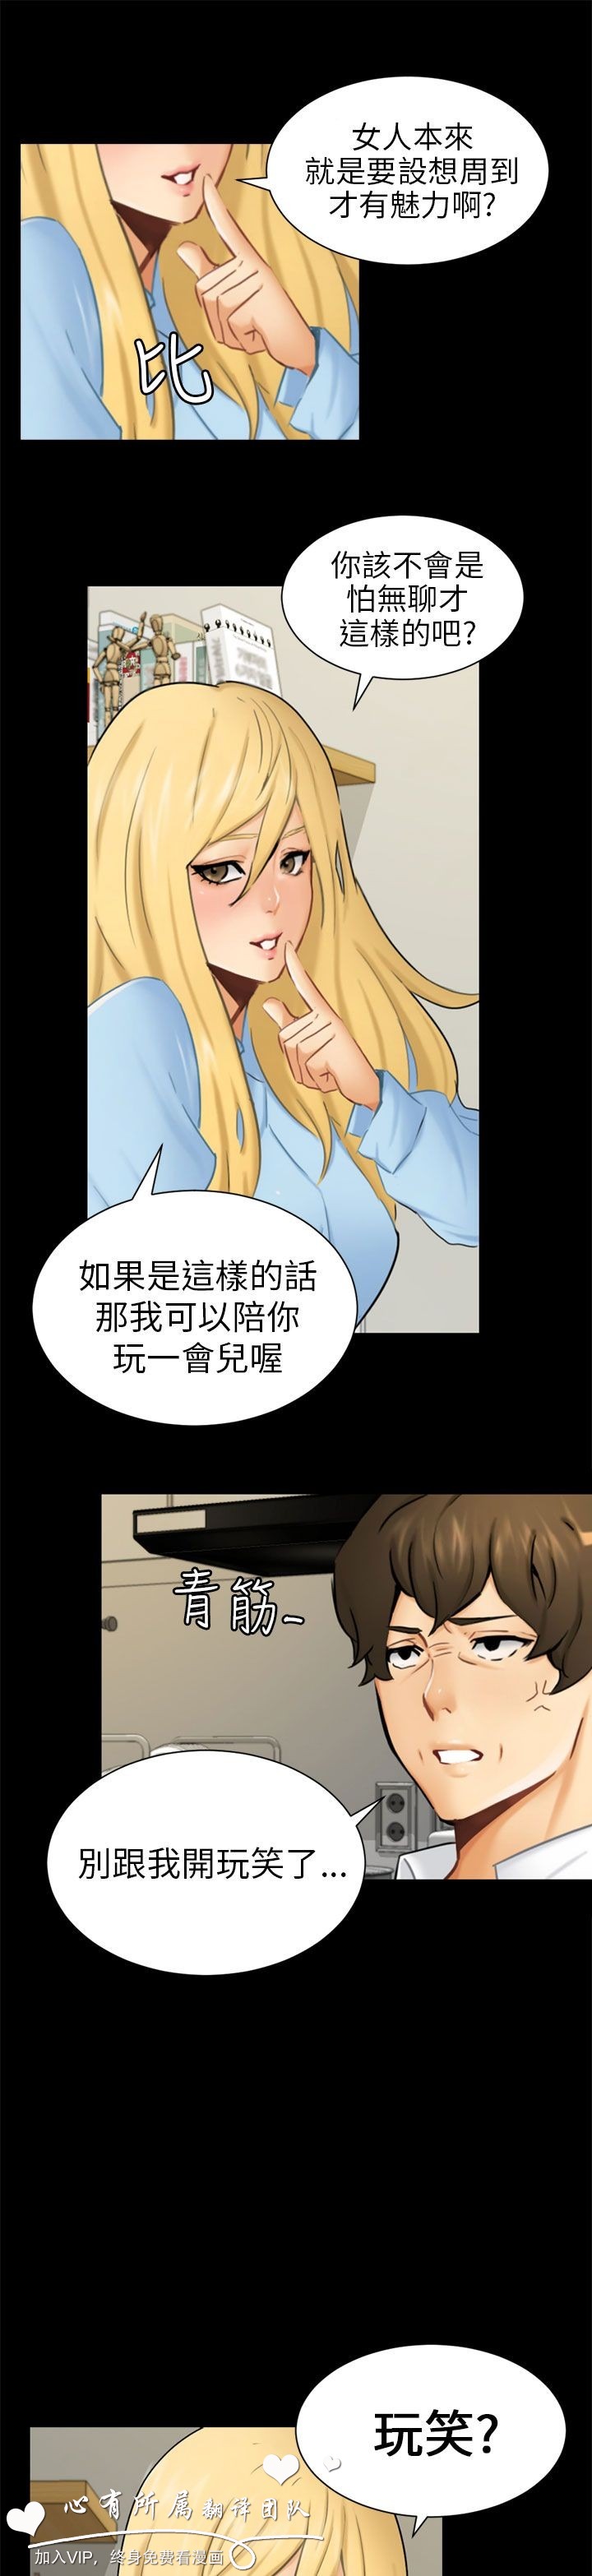 女人本來
就是要設想周到
才有魅力啊?
比
你該不會是
怕無聊才
這樣的吧?
如果是這樣的話
那我可以陪你
玩一會兒喔
青筋~
別跟我開玩笑了...
玩笑?
心有所属翻译团队
加入VIP，终身免费看漫画